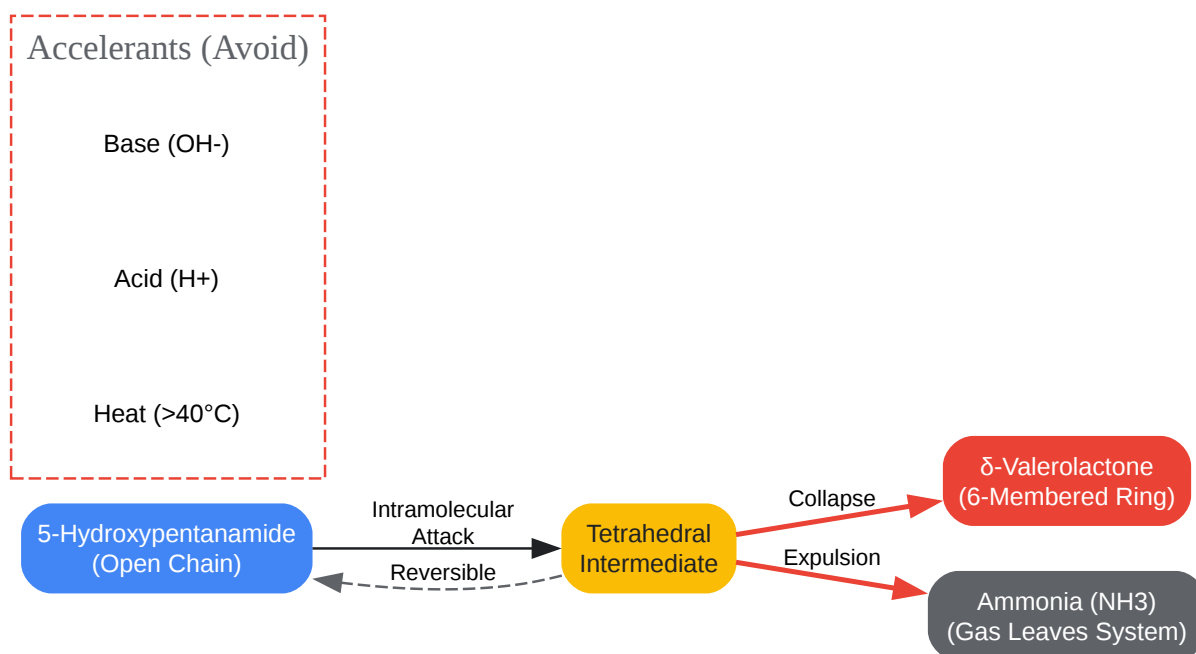 Accelerants (Avoid)
Base (OH-)
Acid (H+)
Heat (>40°C)
5-Hydroxypentanamide
(Open Chain)
Intramolecular
Attack
Reversible
Tetrahedral
Intermediate
Collapse
Expulsion
δ-Valerolactone
(6-Membered Ring)
Ammonia (NH3)
(Gas Leaves System)